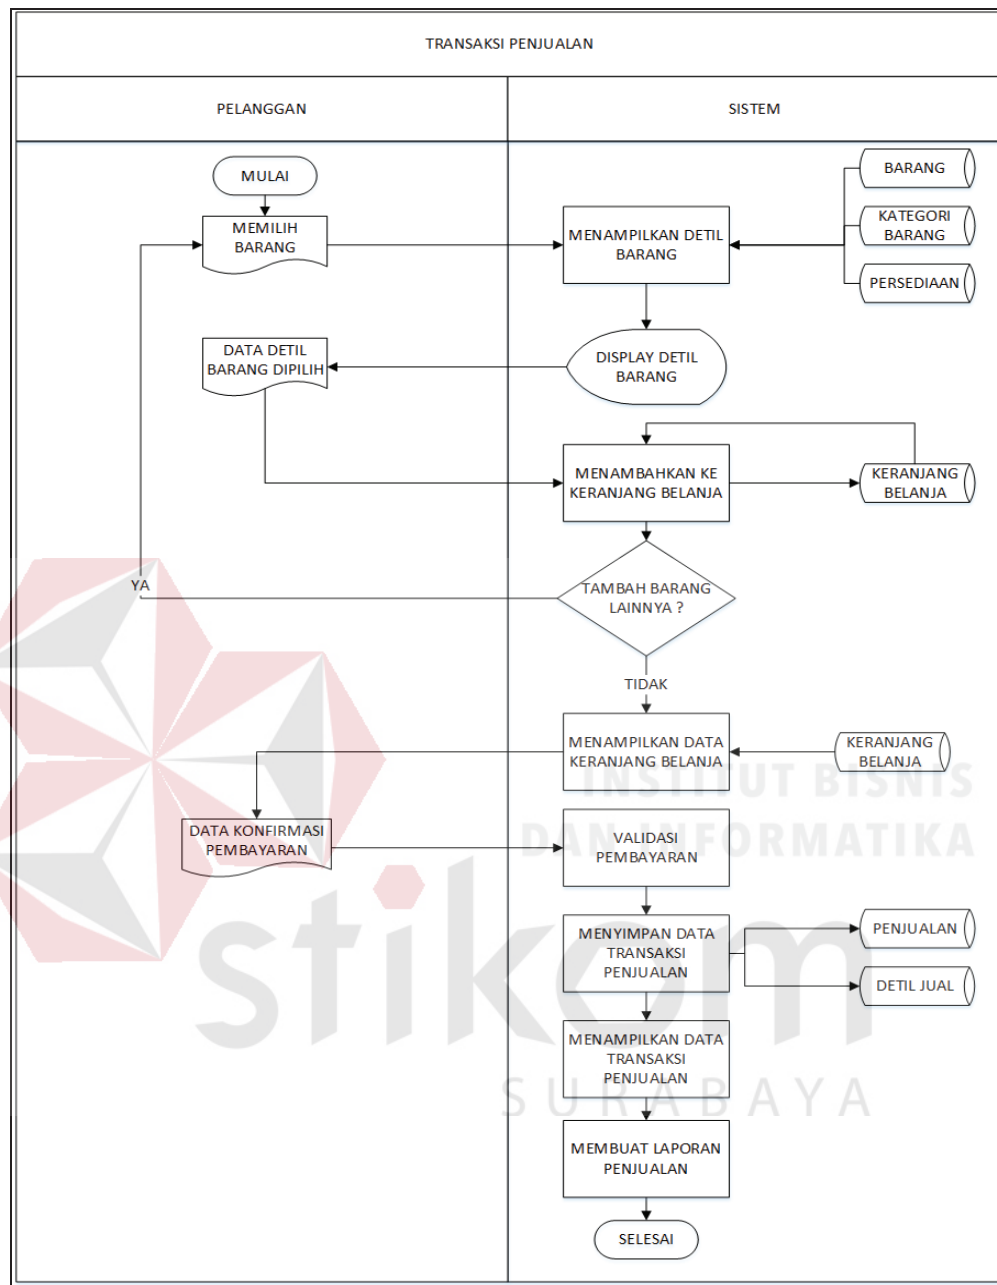 TRANSAKSI PENJUALAN
PELANGGAN
SISTEM
MULAI
BARANG
MEMILIH
BARANG
MENAMPILKAN DETIL
BARANG
KATEGORI
BARANG
PERSEDIAAN
DATA DETIL
BARANG DIPILIH
DISPLAY DETIL
BARANG
MENAMBAHKAN KE
KERANJANG BELANJA
KERANJANG
BELANJA
YA
TAMBAH BARANG
LAINNYA ?
TIDAK
MENAMPILKAN DATA
KERANJANG BELANJA
KERANJANG
BELANJA
INSTITUT BISNIS
DAN INFORMATIKA
DATA KONFIRMASI
PEMBAYARAN
VALIDASI
PEMBAYARAN
stikom
MENYIMPAN DATA
TRANSAKSI
PENJUALAN
PENJUALAN
DETIL JUAL
MENAMPILKAN DATA
TRANSAKSI
PENJUALAN
SURABAYA
MEMBUAT LAPORAN
PENJUALAN
SELESAI